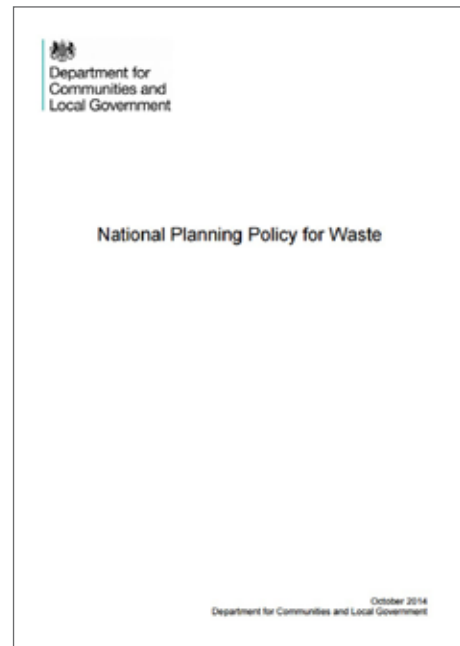 Department for
Communities and
Local Government
National Planning Policy for Waste
October 2014
Department for Communities and Local Government